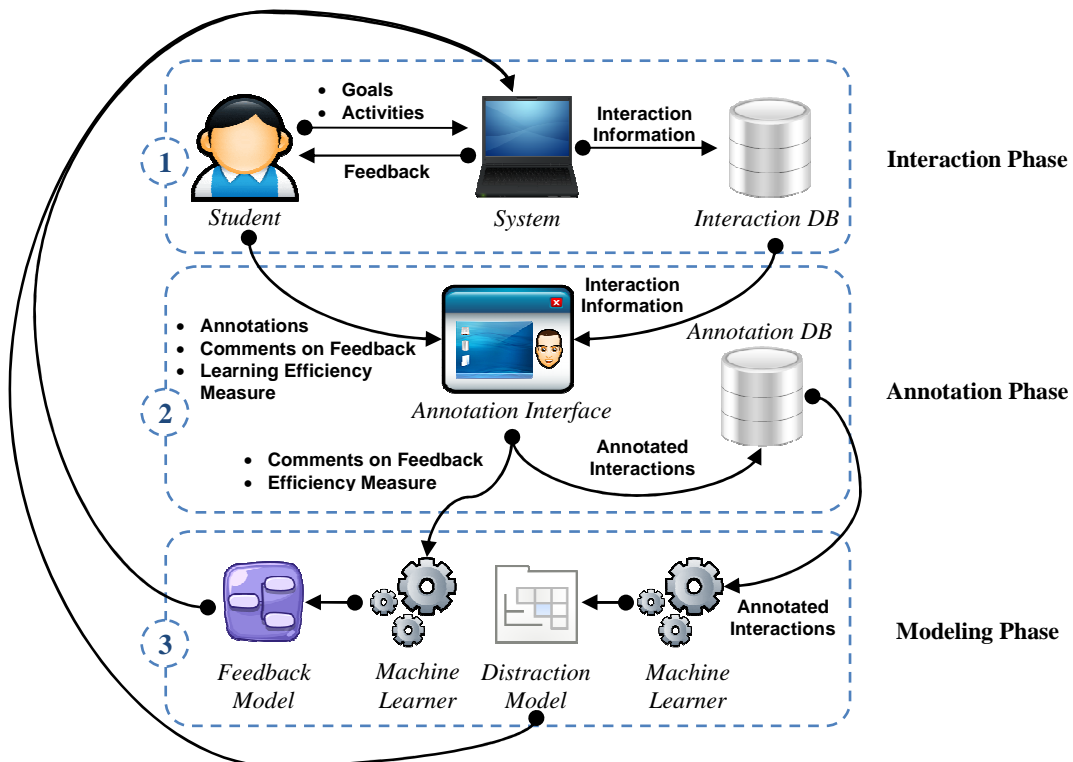 Goals
Activities
Interaction
Information
1
Feedback
Interaction Phase
Student
System
Interaction DB
Interaction
Information
Annotations
Comments on Feedback
Learning Efficiency
Measure
Annotation DB
2
Annotation Interface
Annotation Phase
Comments on Feedback
Efficiency Measure
Annotated
Interactions
3
Annotated
Interactions
Modeling Phase
Feedback
Model
Machine
Learner
Distraction
Model
Machine
Learner